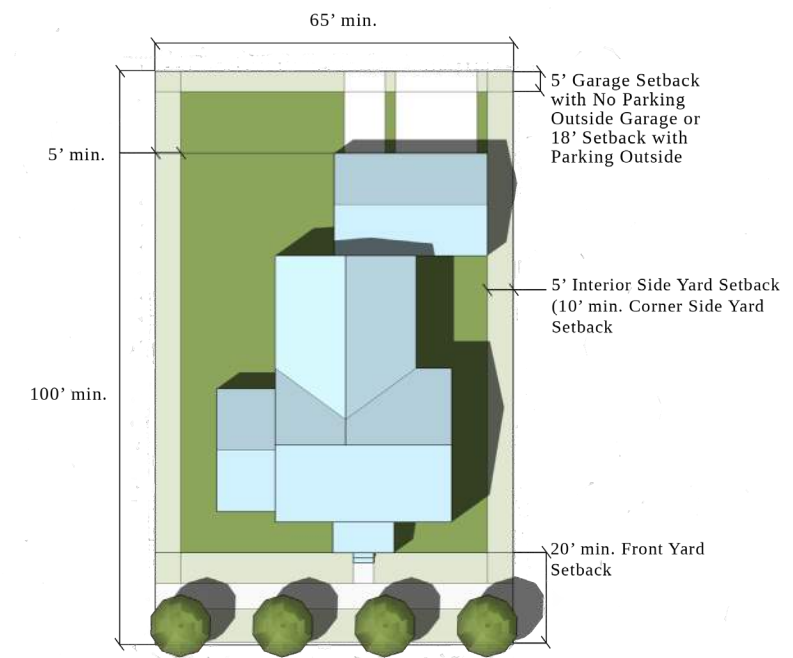 65’ min.
5’ Garage Setback
with No Parking
Outside Garage or
18’ Setback with
Parking Outside
5’ min.
5’ Interior Side Yard Setback
(10’ min. Corner Side Yard
Setback
100’ min.
20’ min. Front Yard
Setback